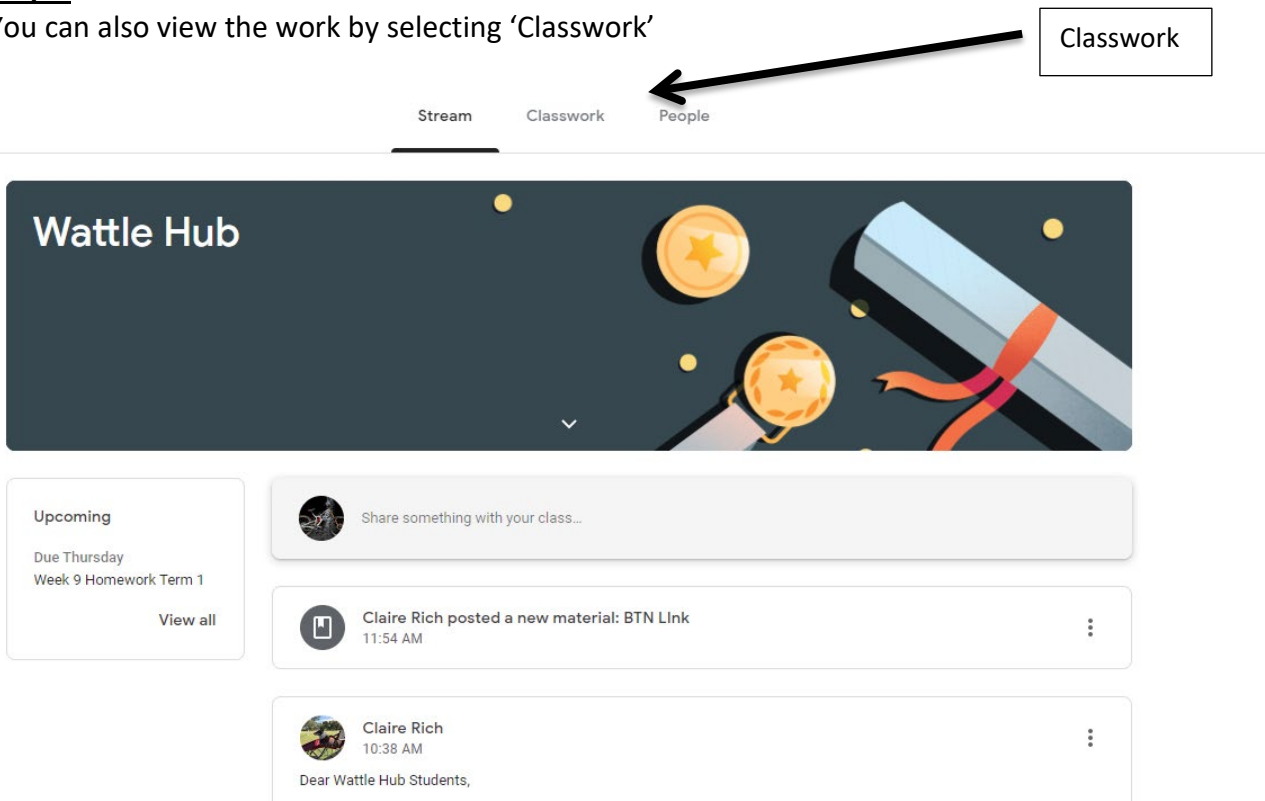 You can also view the work by selecting ‘Classwork’
Classwork
Stream Classwork People
Wattle Hub
Upcoming
Due Thursday
Week 9 Homework Term 1
View all
Share something with your class...
Claire Rich posted a new material: BTN LInk
11:54 AM
Claire Rich
10:38 AM
Dear Wattle Hub Students,